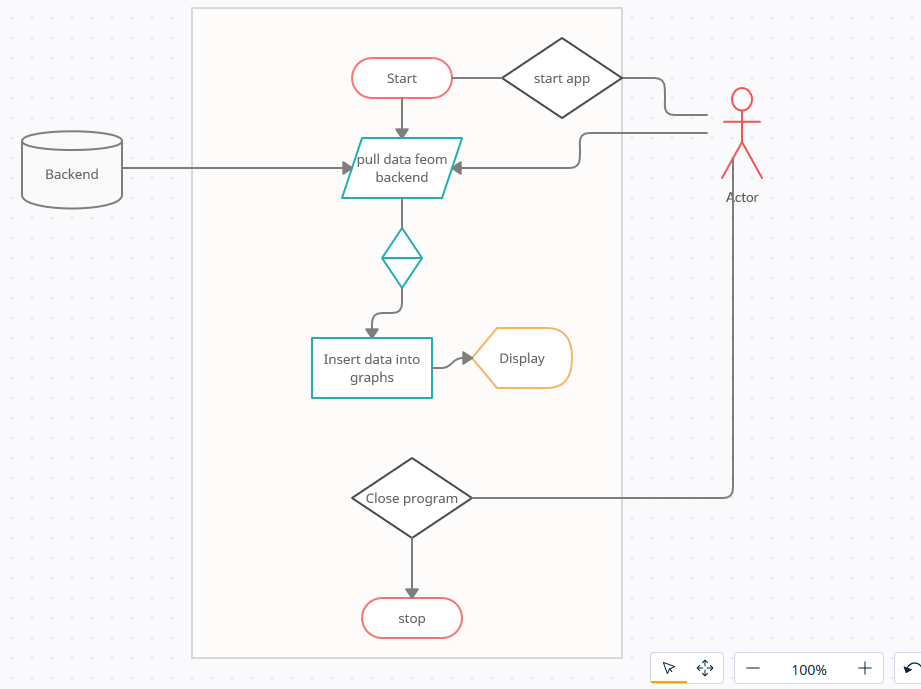 Start
start app
pull data feom
backend
Backend
Actor
Insert data into
graphs
Display
Close program
stop
100%